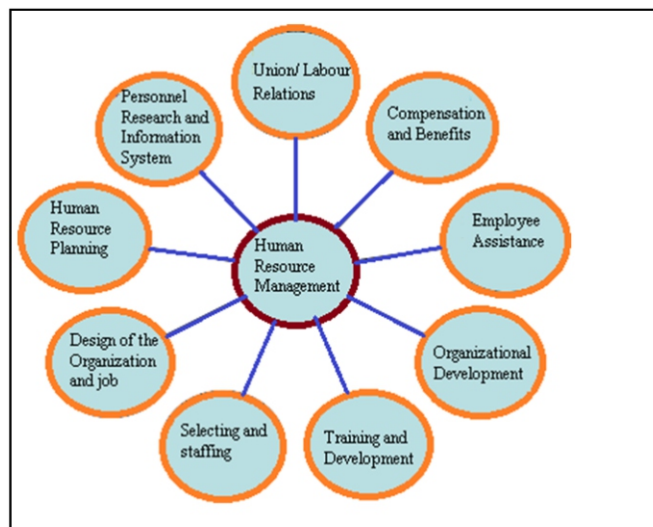 Union/ Labour
Relations
Compensation
and Benefits
Employee
Assistance
Organizational
Development
Training and
Development
Selecting and
staffing
Design of the
Organization
and job
Human
Resource
Planning
Personnel
Research and
Information
System
Human
Resource
Management